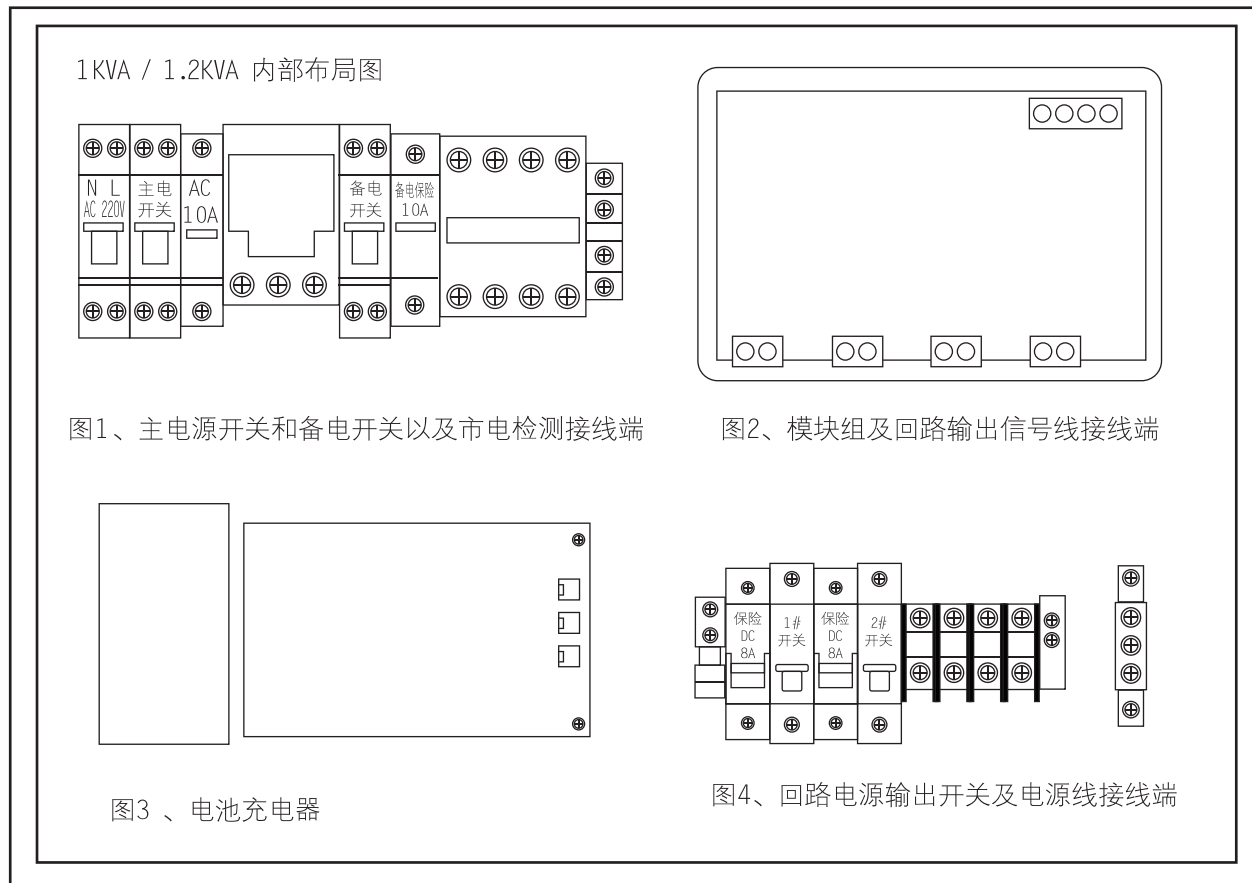 1KVA / 1.2KVA 内部布局图
N L
AC 220V
主电
开关
AC
10A
备电
开关
备电保险
10A
图1、主电源开关和备电开关以及市电检测接线端
图2、模块组及回路输出信号线接线端
保险
DC
8A
1#
开关
保险
DC
8A
2#
开关
图3 、电池充电器
图4、回路电源输出开关及电源线接线端